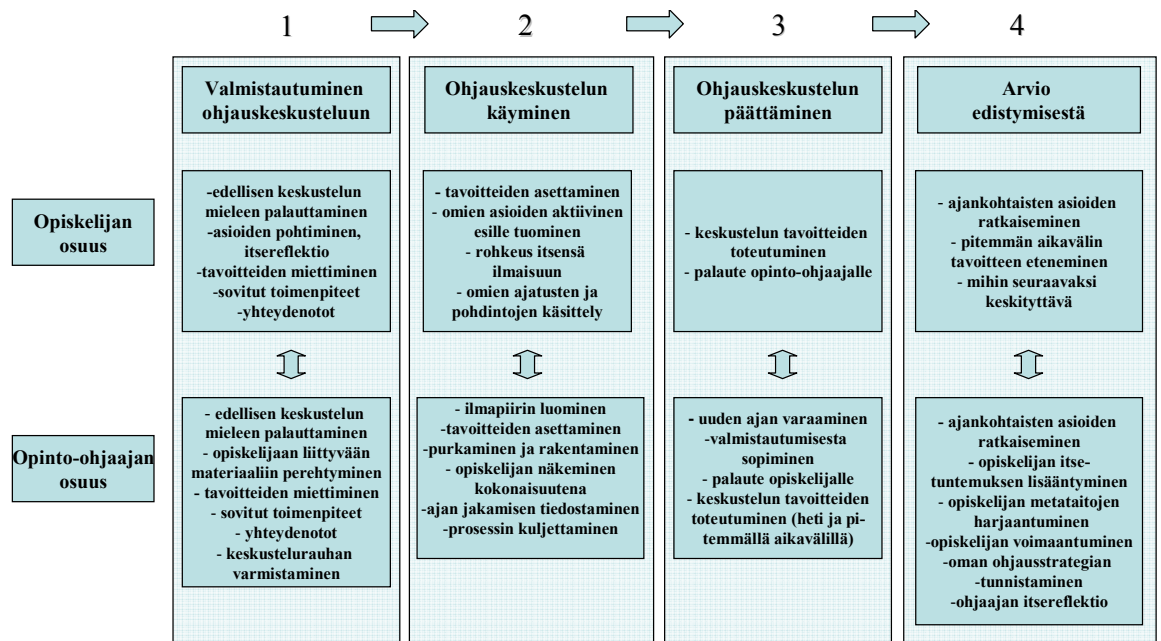 1
2
3
4
Valmistautuminen
ohjauskeskusteluun
Ohjauskeskustelun
käyminen
Ohjauskeskustelun
päättäminen
Arvio
edistymisestä
Opiskelijan
osuus
-edellisen keskustelun
mieleen palauttaminen
-asioiden pohtiminen,
itsereflektio
-tavoitteiden miettiminen
-sovitut toimenpiteet
-yhteydenotot
- tavoitteiden asettaminen
- omien asioiden aktiivinen
esille tuominen
- rohkeus itsensä
ilmaisuun
- omien ajatusten ja
pohdintojen käsittely
- keskustelun tavoitteiden
toteutuminen
- palaute opinto-ohjaajalle
- ajankohtaisten asioiden
ratkaiseminen
- pitemmän aikavälin
tavoitteen eteneminen
- mihin seuraavaksi
keskityttävä
Opinto-ohjaajan
osuus
- edellisen keskustelun
mieleen palauttaminen
- opiskelijaan liittyvään
materiaaliin perehtyminen
- tavoitteiden miettiminen
- sovitut toimenpiteet
- yhteydenotot
- keskustelurauhan
varmistaminen
- ilmapiirin luominen
-tavoitteiden asettaminen
-purkaminen ja rakentaminen
- opiskelijan näkeminen
kokonaisuutena
-ajan jakamisen tiedostaminen
-prosessin kuljettaminen
- uuden ajan varaaminen
-valmistautumisesta
sopiminen
- palaute opiskelijalle
- keskustelun tavoitteiden
toteutuminen (heti ja pi-
temmällä aikavälillä)
- ajankohtaisten asioiden
ratkaiseminen
- opiskelijan itse-
tuntemuksen lisääntyminen
- opiskelijan metataitojen
harjaantuminen
-opiskelijan voimaantuminen
-oman ohjausstrategian
-tunnistaminen
-ohjaajan itsereflektio